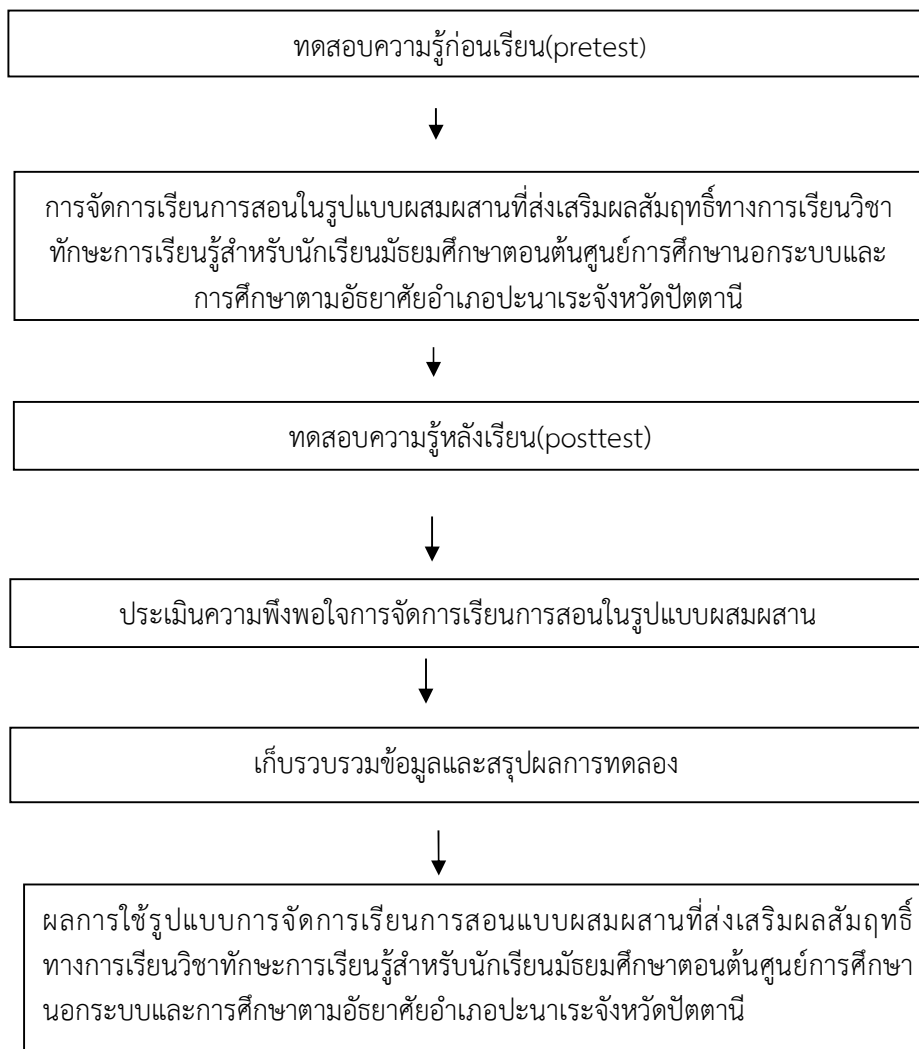 ทดสอบความรู้ก่อนเรียน(pretest)
การจัดการเรียนการสอนในรูปแบบผสมผสานที่ส่งเสริมผลสัมฤทธิ์ทางการเรียนวิชา
ทักษะการเรียนรู้สำหรับนักเรียนมัธยมศึกษาตอนต้นศูนย์การศึกษานอกระบบและ
การศึกษาตามอัธยาศัยอำเภอปะนาเระจังหวัดปัตตานี
ทดสอบความรู้หลังเรียน(posttest)
ประเมินความพึงพอใจการจัดการเรียนการสอนในรูปแบบผสมผสาน
เก็บรวบรวมข้อมูลและสรุปผลการทดลอง
ผลการใช้รูปแบบการจัดการเรียนการสอนแบบผสมผสานที่ส่งเสริมผลสัมฤทธิ์
ทางการเรียนวิชาทักษะการเรียนรู้สำหรับนักเรียนมัธยมศึกษาตอนต้นศูนย์การศึกษา
นอกระบบและการศึกษาตามอัธยาศัยอำเภอปะนาเระจังหวัดปัตตานี